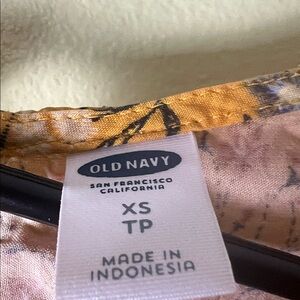 OLD NAVY
SAN FRANCISCO
CALIFORNIA
XS
TP
MADE IN
INDONESIA